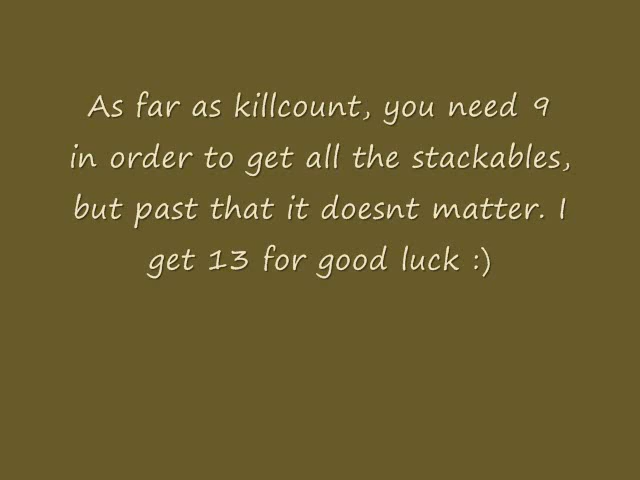 As far as killcount, you need 9
in order to get all the stackables,
but past that it doesnt matter. I
get 13 for good luck :)